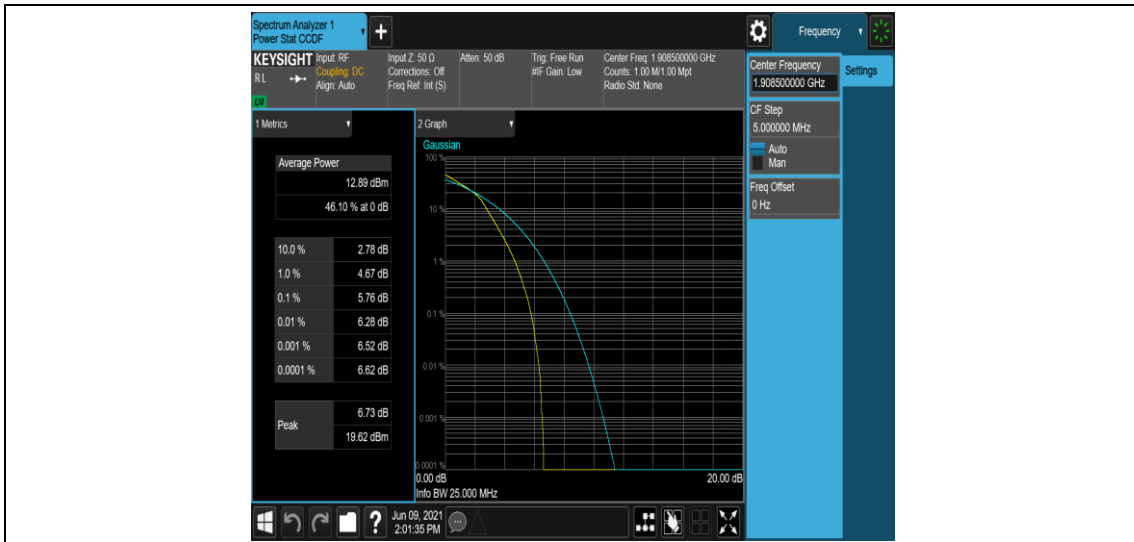 Spectrum Analyzer 1
Power Stat CCDF
+
Frequency
KEYSIGHT
RL
LXI
Input: RF
Coupling: DC
Align: Auto
Input Z: 50 Ω
Corrections: Off
Freq Ref: Int (S)
Atten: 50 dB
Trig: Free Run
#IF Gain: Low
Center Freq: 1.908500000 GHz
Counts: 1.00 M/1.00 Mpt
Radio Std: None
Center Frequency
1.908500000 GHz
Settings
CF Step
5.000000 MHz
Auto
Man
Freq Offset
0 Hz
1 Metrics
Average Power
12.89 dBm
46.10 % at 0 dB
10.0 % 2.78 dB
1.0 % 4.67 dB
0.1 % 5.76 dB
0.01 % 6.28 dB
0.001 % 6.52 dB
0.0001 % 6.62 dB
Peak 6.73 dB
19.62 dBm
2 Graph
Gaussian
100 %
10 %
1 %
0.1 %
0.01 %
0.001 %
0.0001 %
0.00 dB 20.00 dB
Info BW 25.000 MHz
?
Jun 09, 2021
2:01:35 PM